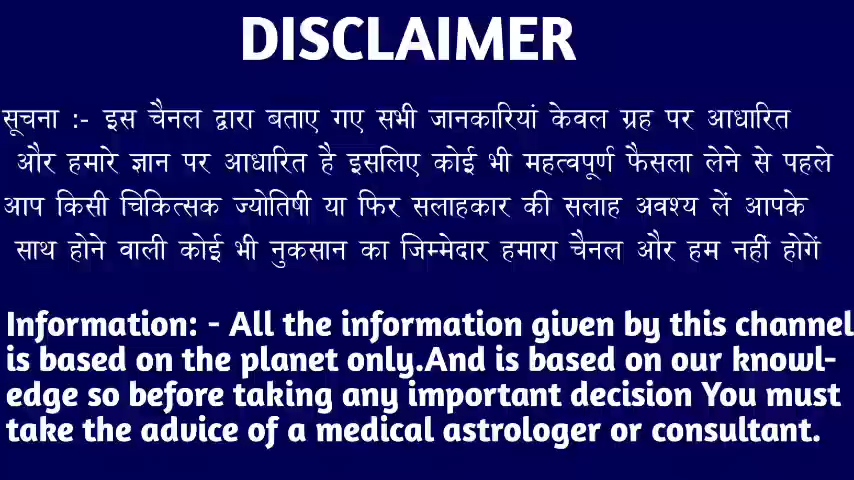 DISCLAIMER
सूचना :- इस चैनल द्वारा बताए गए सभी जानकारियां केवल ग्रह पर आधारित
और हमारे ज्ञान पर आधारित है इसलिए कोई भी महत्वपूर्ण फैसला लेने से पहले
आप किसी चिकित्सक ज्योतिषी या फिर सलाहकार की सलाह अवश्य लें आपके
साथ होने वाली कोई भी नुकसान का जिम्मेदार हमारा चैनल और हम नहीं होगें
Information: - All the information given by this channel
is based on the planet only.And is based on our knowl-
edge so before taking any important decision You must
take the advice of a medical astrologer or consultant.